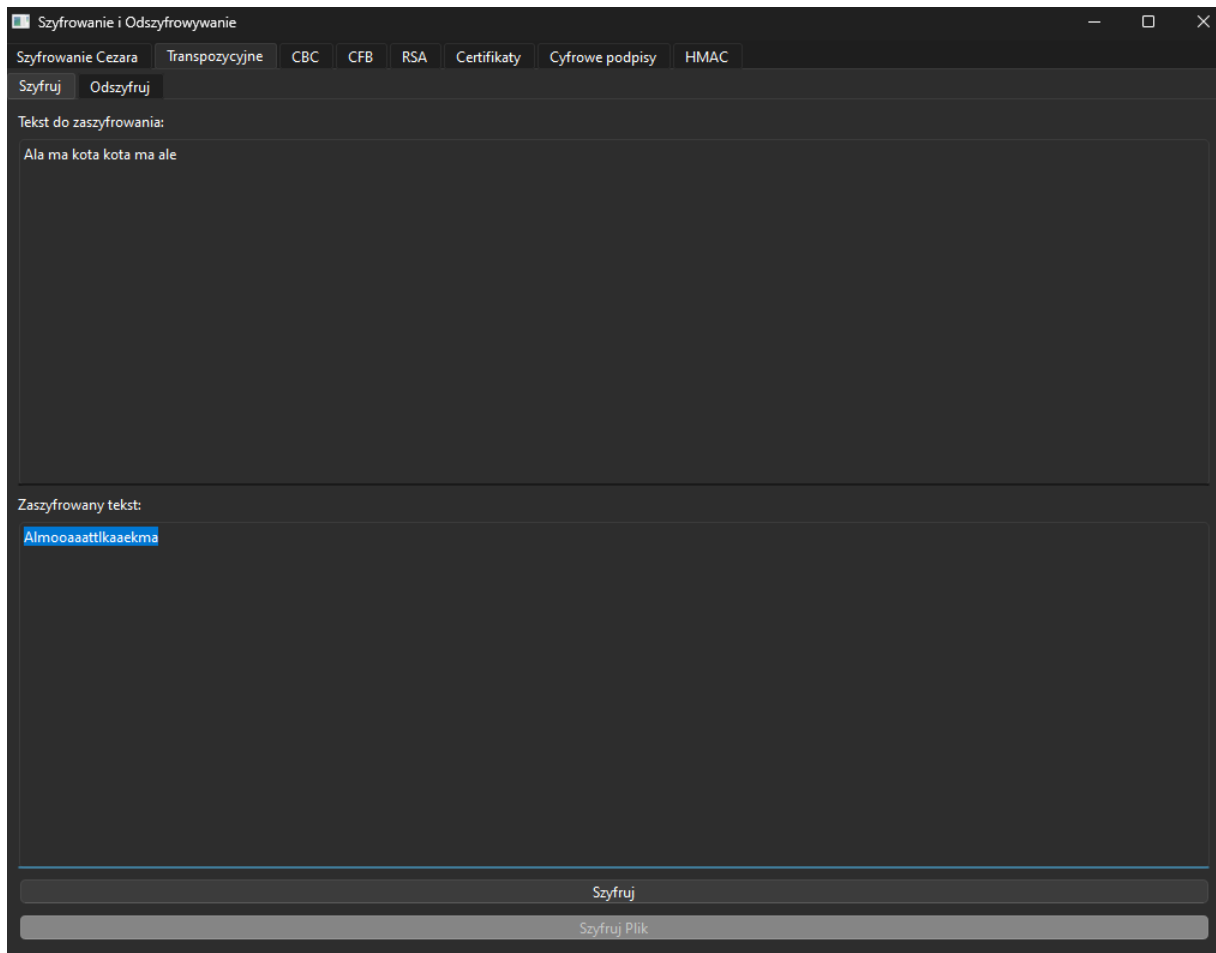 Szyfrowanie i Odszyfrowywanie
Szyfrowanie Cezara Transpozycyjne CBC CFB RSA Certifikaty Cyfrowe podpisy HMAC
Szyfruj Odszyfruj
Tekst do zaszyfrowania:
Ala ma kota kota ma ale
Zaszyfrowany tekst:
Almooaaattlkaaekma
Szyfruj
Szyfruj Plik